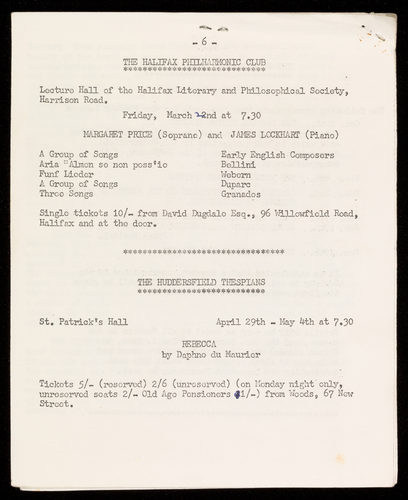 - 6 -
THE HALIFAX PHILHARMONIC CLUB
****************************
Lecture Hall of the Halifax Literary and Philosophical Society,
Harrison Road.
Friday, March 22nd at 7.30
MARGARET PRICE (Soprano) and JAMES LOCKHART (Piano)
A Group of Songs Early English Composers
Aria "Almen se non poss'io Bellini
Funf Lieder Webern
A Group of Songs Duparc
Three Songs Granados
Single tickets 10/- from David Dugdale Esq., 96 Willowfield Road,
Halifax and at the door.
********************************
THE HUDDERSFIELD THESPIANS
*************************
St. Patrick's Hall April 29th - May 4th at 7.30
REBECCA
by Daphne du Maurier
Tickets 5/- (reserved) 2/6 (unreserved) (on Monday night only,
unreserved seats 2/- Old Age Pensioners 1/-) from Woods, 67 New
Street.